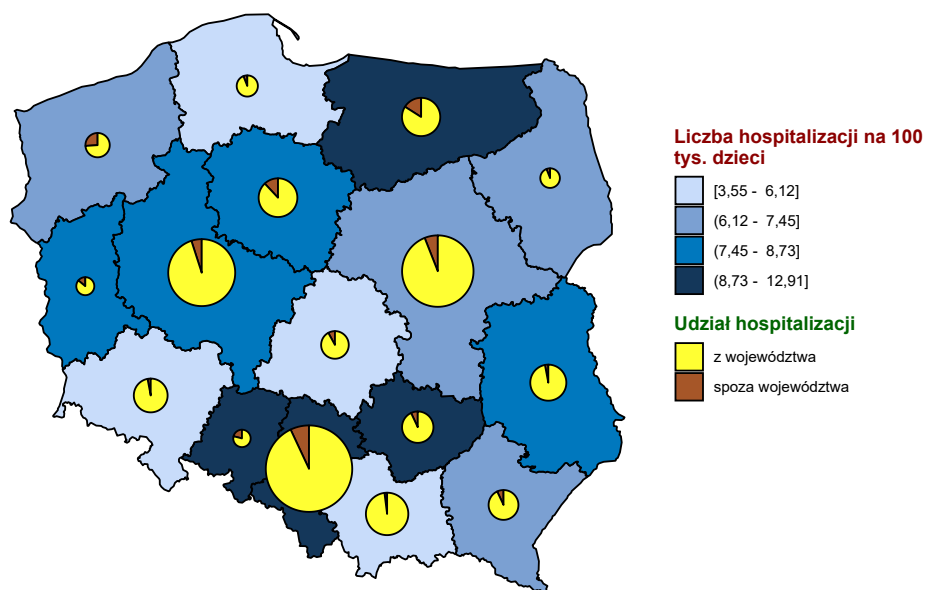 Liczba hospitalizacji na 100
tys. dzieci
[3,55 - 6,12]
(6,12 - 7,45]
(7,45 - 8,73]
(8,73 - 12,91]
Udział hospitalizacji
z województwa
spoza województwa